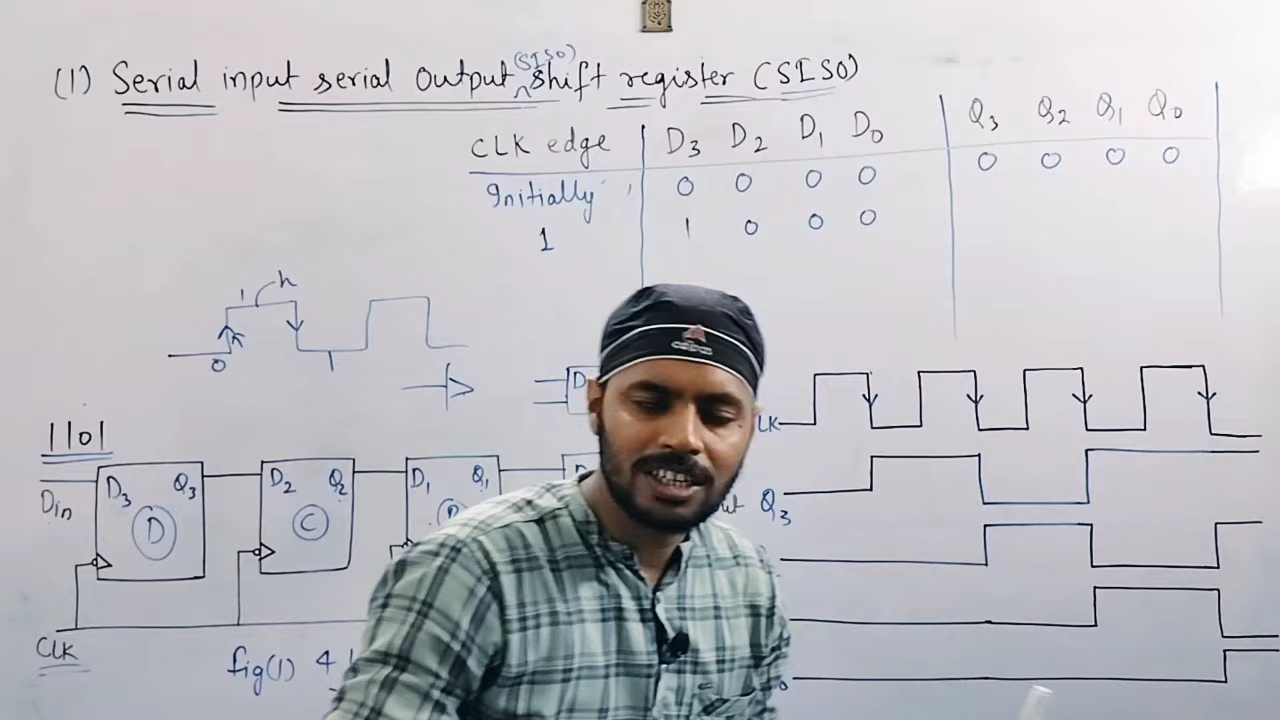 (1) Serial input serial output (SISO) shift register (SISO)
CLK edge D3 D2 D1 D0 Q3 Q2 Q1 Q0
Initially 0 0 0 0 0 0 0 0
1 1 0 0 0
1 h
0
D
1101
LK
Din D3 Q3 D2 Q2 D1 Q1 D
D C
Q3
CLK
fig(1) 4